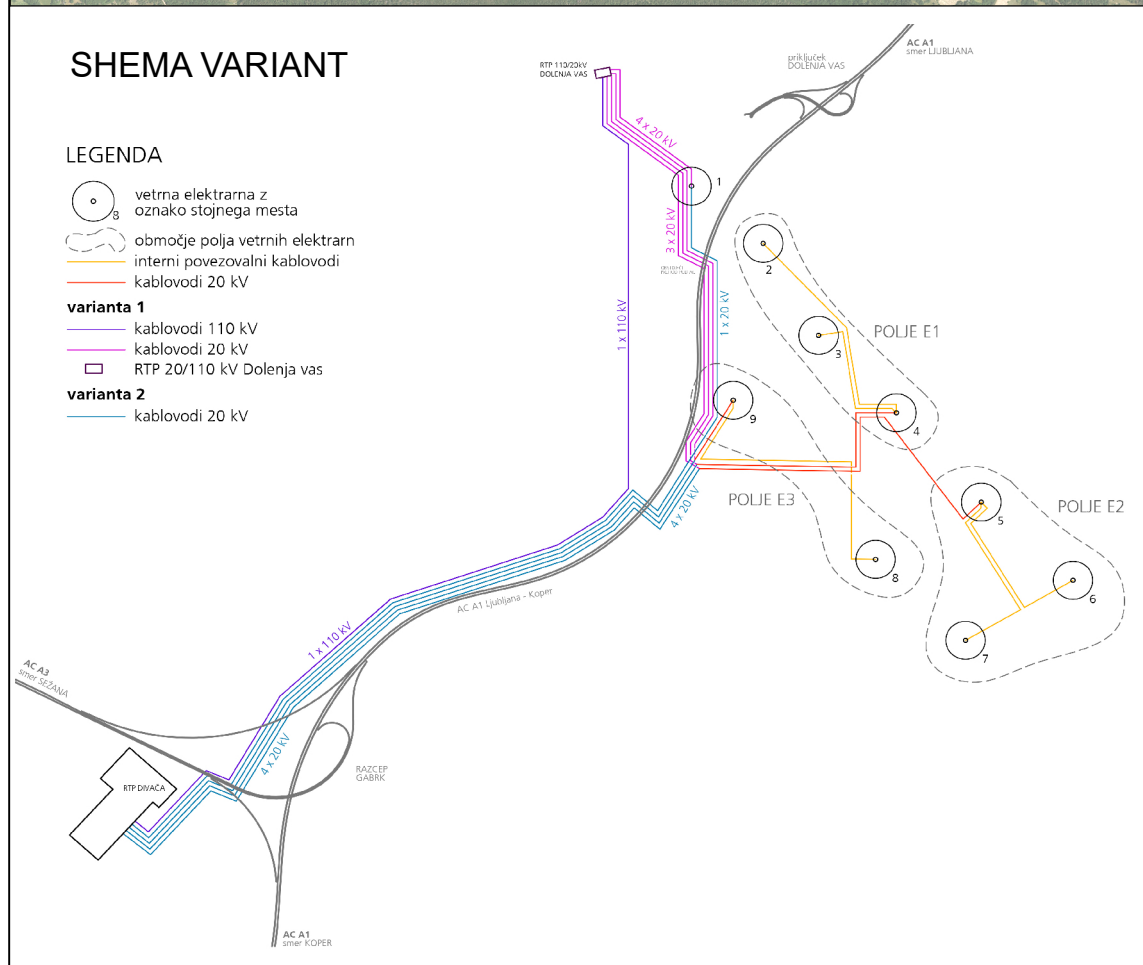 SHEMA VARIANT
LEGENDA
8
vetrna elektrarna z
oznako stojnega mesta
območje polja vetrnih elektrarn
interni povezovalni kablovodi
kablovodi 20 kV
varianta 1
kablovodi 110 kV
kablovodi 20 kV
RTP 20/110 kV Dolenja vas
varianta 2
kablovodi 20 kV
RTP 110/20kV
DOLENJA VAS
priključek
DOLENJA VAS
AC A1
smer LJUBLJANA
4 x 20 kV
1
3 x 20 kV
1 x 20 kV
1 x 110 kV
2
3
POLJE E1
4
9
POLJE E3
4 x 20 kV
5
POLJE E2
8
6
7
AC A1 Ljubljana - Koper
1 x 110 kV
AC A3
smer SEŽANA
4 x 20 kV
RAZCEP
GABRK
RTP DIVAČA
AC A1
smer KOPER